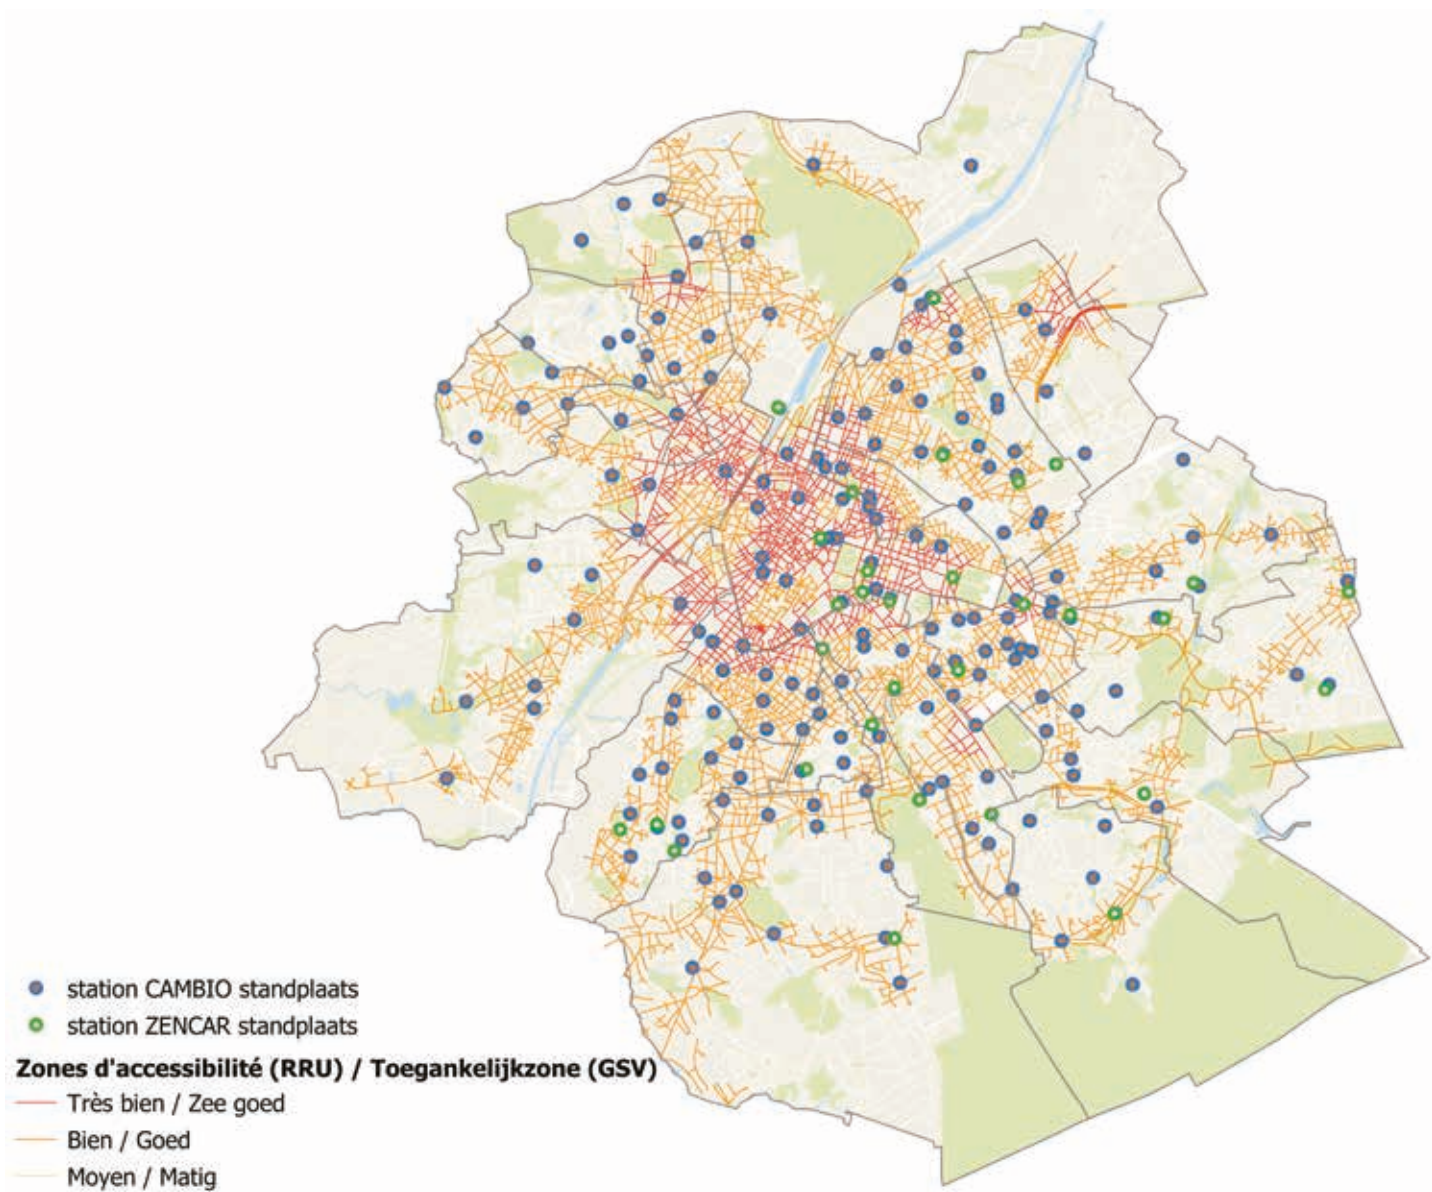 station CAMBIO standplaats
station ZENCAR standplaats
Zones d'accessibilité (RRU) / Toegankelijkzone (GSV)
Très bien / Zee goed
Bien / Goed
Moyen / Matig